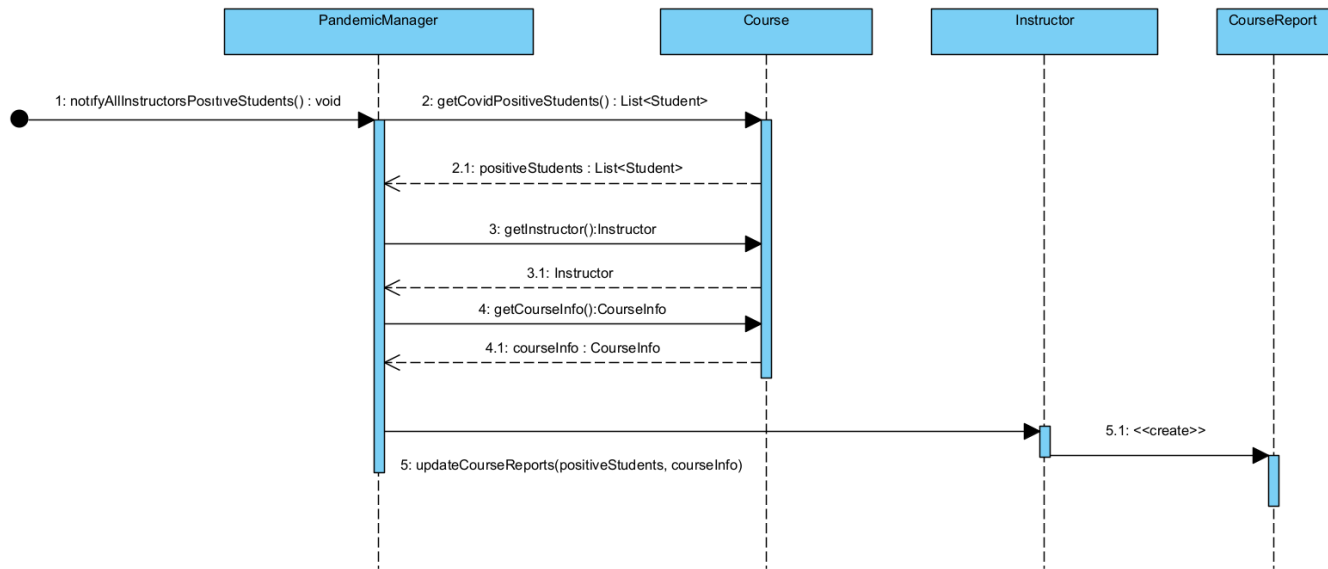 PandemicManager
Course
Instructor
CourseReport
1: notifyAllInstructorsPositiveStudents() : void
2: getCovidPositiveStudents() : List<Student>
2.1: positiveStudents : List<Student>
3: getInstructor():Instructor
3.1: Instructor
4: getCourseInfo():CourseInfo
4.1: courseInfo : CourseInfo
5.1: <<create>>
5: updateCourseReports(positiveStudents, courseInfo)